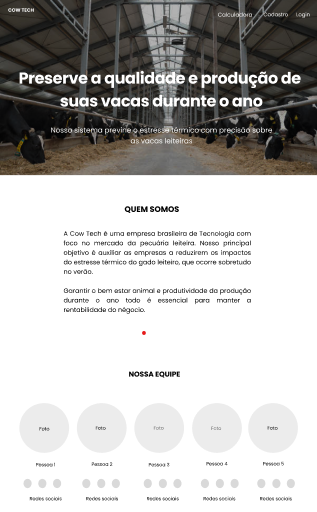 COW TECH
Calculadora Cadastro Login
Preserve a qualidade e produção de
suas vacas durante o ano
Nosso sistema previne o estresse térmico com precisão sobre
as vacas leiteiras
QUEM SOMOS
A Cow Tech é uma empresa brasileira de Tecnologia com
foco no mercado da pecuária leiteira. Nosso principal
objetivo é auxiliar as empresas a reduzirem os impactos
do estresse térmico do gado leiteiro, que ocorre sobretudo
no verão.
Garantir o bem estar animal e produtividade da produção
durante o ano todo é essencial para manter a
rentabilidade do négocio.
NOSSA EQUIPE
Foto Foto Foto Foto Foto
Pessoa 1 Pessoa 2 Pessoa 3 Pessoa 4 Pessoa 5
Redes sociais Redes sociais Redes sociais Redes sociais Redes sociais